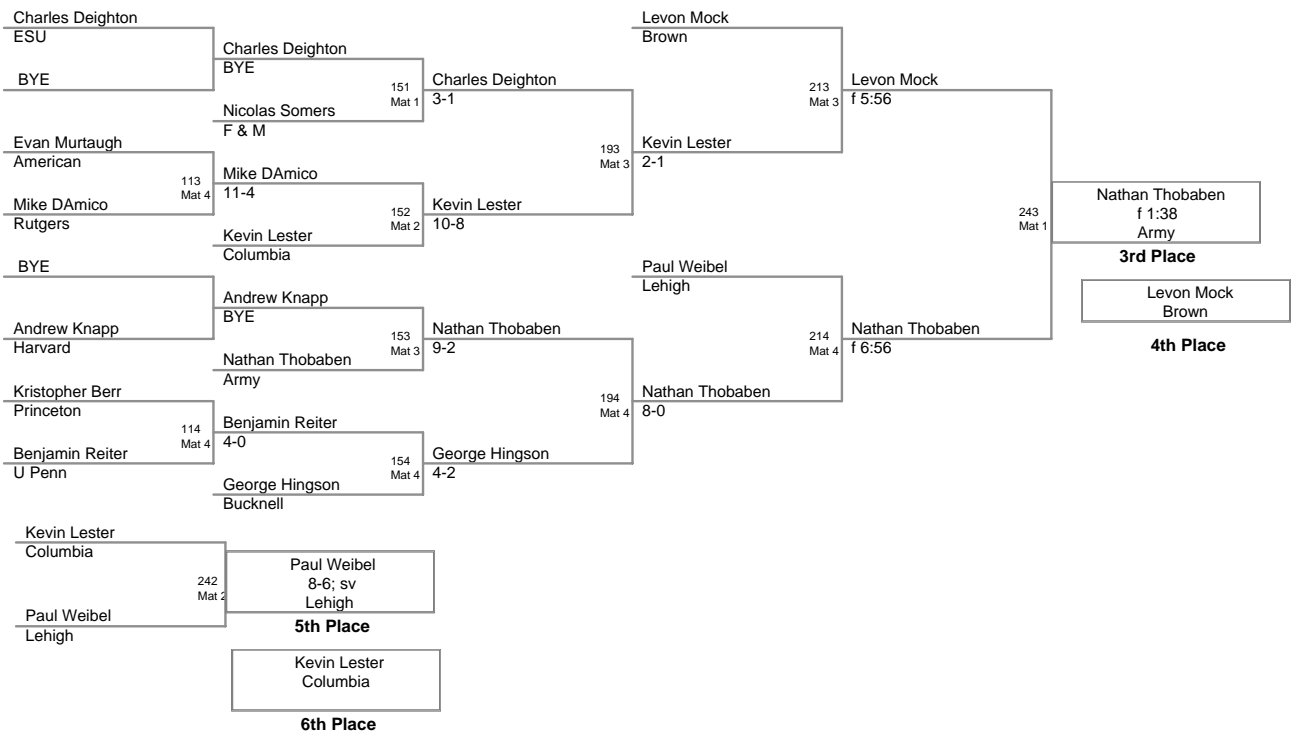 Charles Deighton
ESU
BYE
Evan Murtaugh
American
113
Mat 4
Mike DAmico
Rutgers
BYE
Andrew Knapp
Harvard
Kristopher Berr
Princeton
114
Mat 4
Benjamin Reiter
U Penn
Charles Deighton
BYE
151
Mat 1
Nicolas Somers
F & M
Mike DAmico
11-4
152
Mat 2
Kevin Lester
Columbia
Andrew Knapp
BYE
153
Mat 3
Nathan Thobaben
Army
Benjamin Reiter
4-0
154
Mat 4
George Hingson
Bucknell
Charles Deighton
3-1
193
Mat 3
Kevin Lester
10-8
Nathan Thobaben
9-2
194
Mat 4
George Hingson
4-2
Levon Mock
Brown
213
Mat 3
Kevin Lester
2-1
Paul Weibel
Lehigh
214
Mat 4
Nathan Thobaben
8-0
Levon Mock
f 5:56
243
Mat 1
Nathan Thobaben
f 6:56
Nathan Thobaben
f 1:38
Army
3rd Place
Levon Mock
Brown
4th Place
Kevin Lester
Columbia
242
Mat 2
Paul Weibel
Lehigh
Paul Weibel
8-6; sv
Lehigh
5th Place
Kevin Lester
Columbia
6th Place